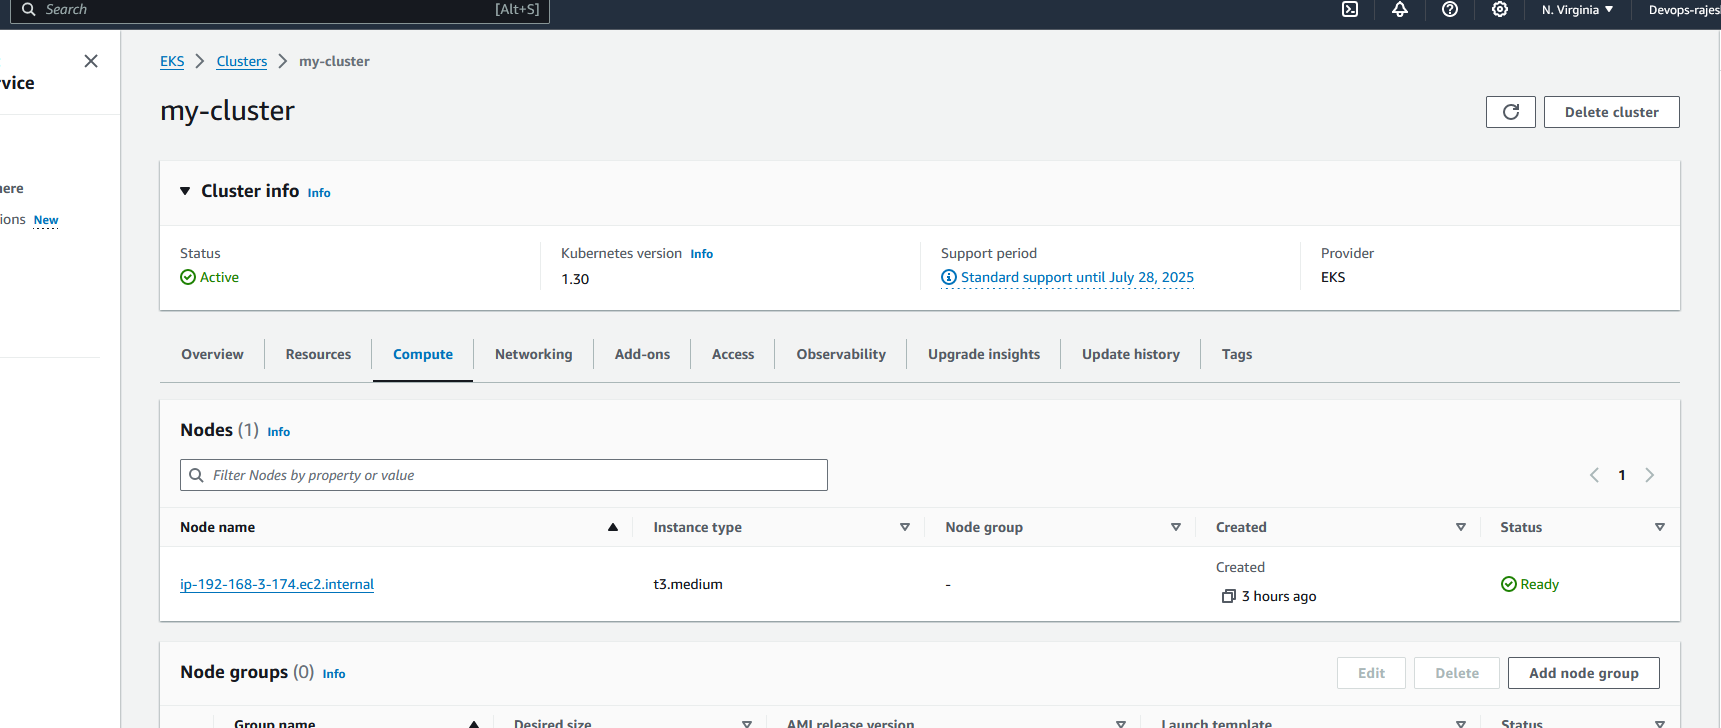 Search [Alt+S] N. Virginia Devops-rajes
vice
EKS Clusters my-cluster
my-cluster
Delete cluster
Cluster info Info
here
ions New
Status Kubernetes version Info Support period Provider
Active 1.30 Standard support until July 28, 2025 EKS
Overview Resources Compute Networking Add-ons Access Observability Upgrade insights Update history Tags
Nodes (1) Info
Filter Nodes by property or value 1
Node name Instance type Node group Created Status
Created
ip-192-168-3-174.ec2.internal t3.medium - 3 hours ago Ready
Node groups (0) Info Edit Delete Add node group
Group name Desired size AMI release version Launch template Status